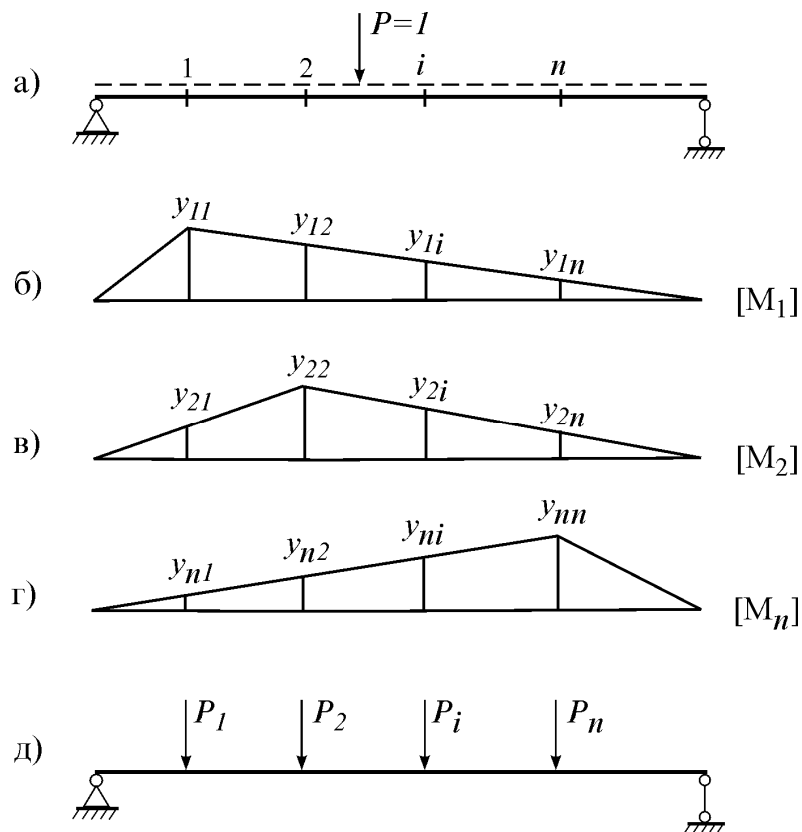 P=1
1 2 i n
а)
y11 y12 y1i y1n
б) [M1]
y21 y22 y2i y2n
в) [M2]
yn1 yn2 yni ynn
г) [Mn]
P1 P2 Pi Pn
д)